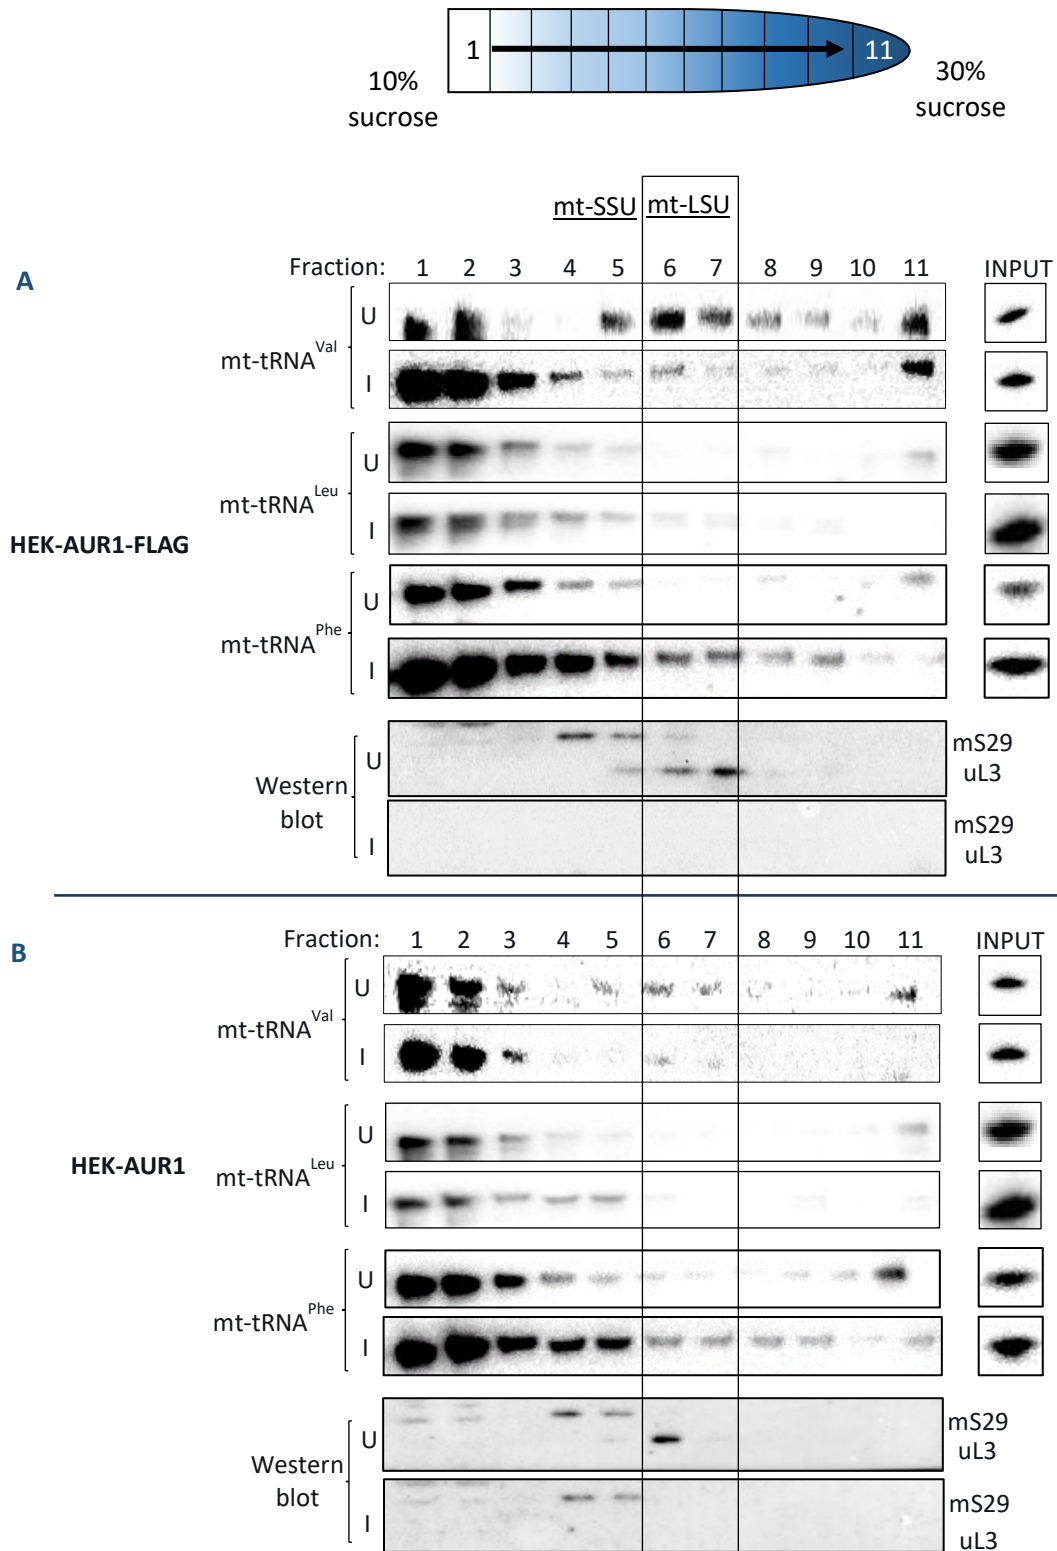 1 11
10%
sucrose
30%
sucrose
mt-SSU mt-LSU
A
Fraction: 1 2 3 4 5 6 7 8 9 10 11 INPUT
mt-tRNA^Val
U
I
mt-tRNA^Leu
U
I
HEK-AUR1-FLAG
mt-tRNA^Phe
U
I
Western
blot
U
mS29
uL3
I
mS29
uL3
B
Fraction: 1 2 3 4 5 6 7 8 9 10 11 INPUT
mt-tRNA^Val
U
I
HEK-AUR1
mt-tRNA^Leu
U
I
mt-tRNA^Phe
U
I
Western
blot
U
mS29
uL3
I
mS29
uL3